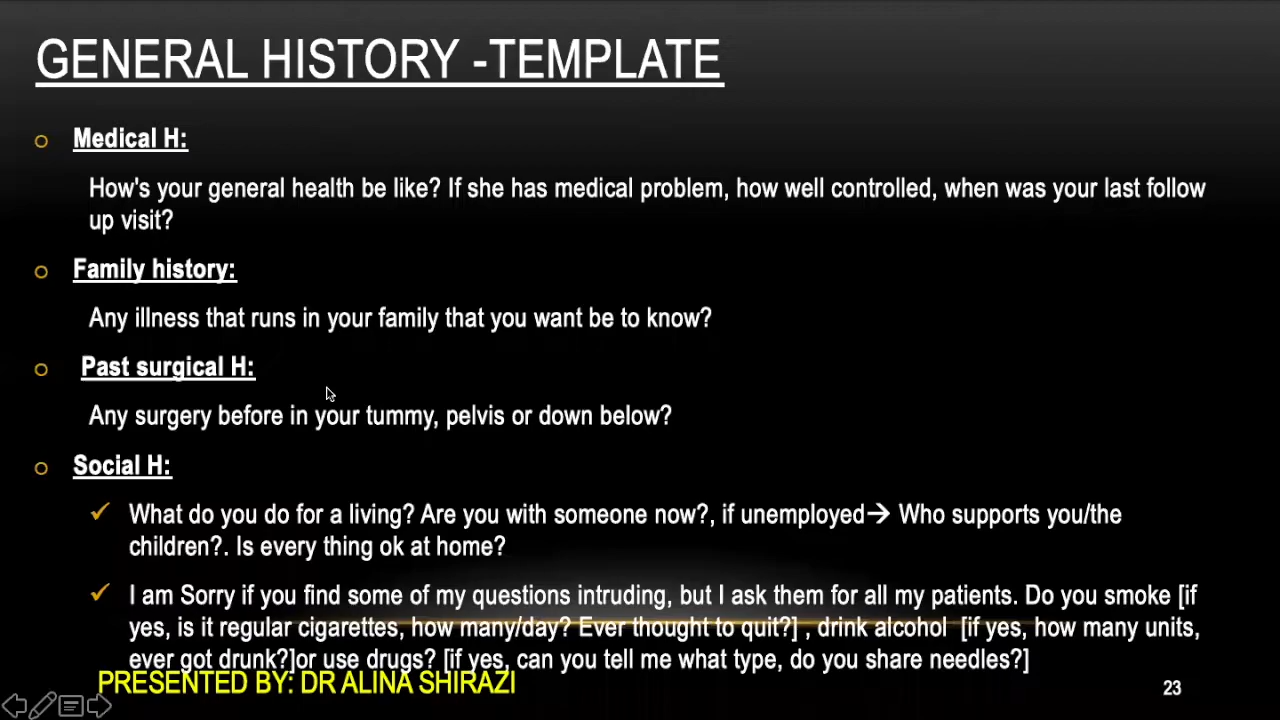 GENERAL HISTORY -TEMPLATE
Medical H:
How's your general health be like? If she has medical problem, how well controlled, when was your last follow
up visit?
Family history:
Any illness that runs in your family that you want be to know?
Past surgical H:
Any surgery before in your tummy, pelvis or down below?
Social H:
What do you do for a living? Are you with someone now?, if unemployed→ Who supports you/the
children?. Is every thing ok at home?
I am Sorry if you find some of my questions intruding, but I ask them for all my patients. Do you smoke [if
yes, is it regular cigarettes, how many/day? Ever thought to quit?] , drink alcohol [if yes, how many units,
ever got drunk?]or use drugs? [if yes, can you tell me what type, do you share needles?]
PRESENTED BY: DR ALINA SHIRAZI
23